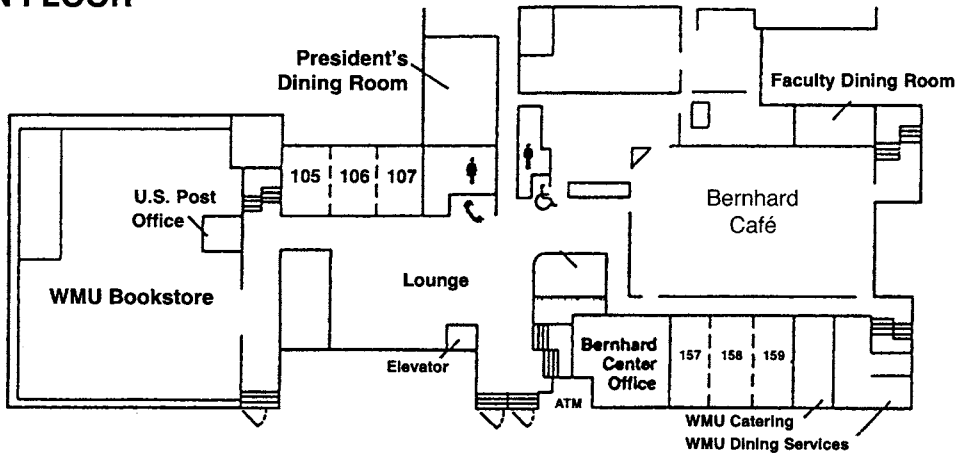 N FLOOR
President's
Dining Room
Faculty Dining Room
105
106
107
U.S. Post
Office
Bernhard
Café
Lounge
WMU Bookstore
Elevator
Bernhard
Center
Office
157
158
159
ATM
WMU Catering
WMU Dining Services